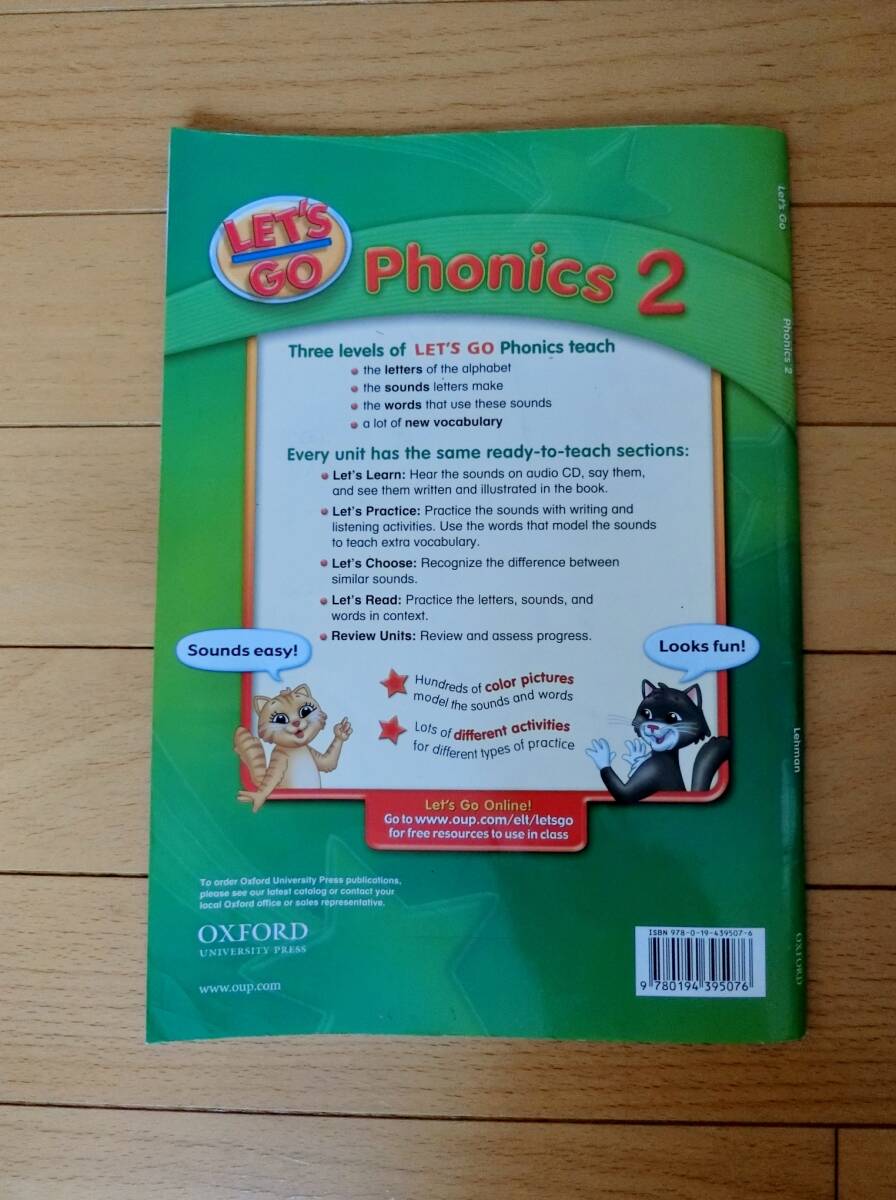 LET'S
GO
Phonics 2
Three levels of LET'S GO Phonics teach
• the letters of the alphabet
• the sounds letters make
• the words that use these sounds
• a lot of new vocabulary
Every unit has the same ready-to-teach sections:
• Let's Learn: Hear the sounds on audio CD, say them,
and see them written and illustrated in the book.
• Let's Practice: Practice the sounds with writing and
listening activities. Use the words that model the sounds
to teach extra vocabulary.
• Let's Choose: Recognize the difference between
similar sounds.
• Let's Read: Practice the letters, sounds, and
words in context.
• Review Units: Review and assess progress.
Sounds easy!
Looks fun!
Hundreds of color pictures
model the sounds and words
Lots of different activities
for different types of practice
Let's Go Online!
Go to www.oup.com/elt/letsgo
for free resources to use in class
To order Oxford University Press publications,
please see our latest catalog or contact your
local Oxford office or sales representative.
OXFORD
UNIVERSITY PRESS
www.oup.com
ISBN 978-0-19-439507-6
9 780194 395076
Let's Go
Phonics 2
Lehman
OXFORD